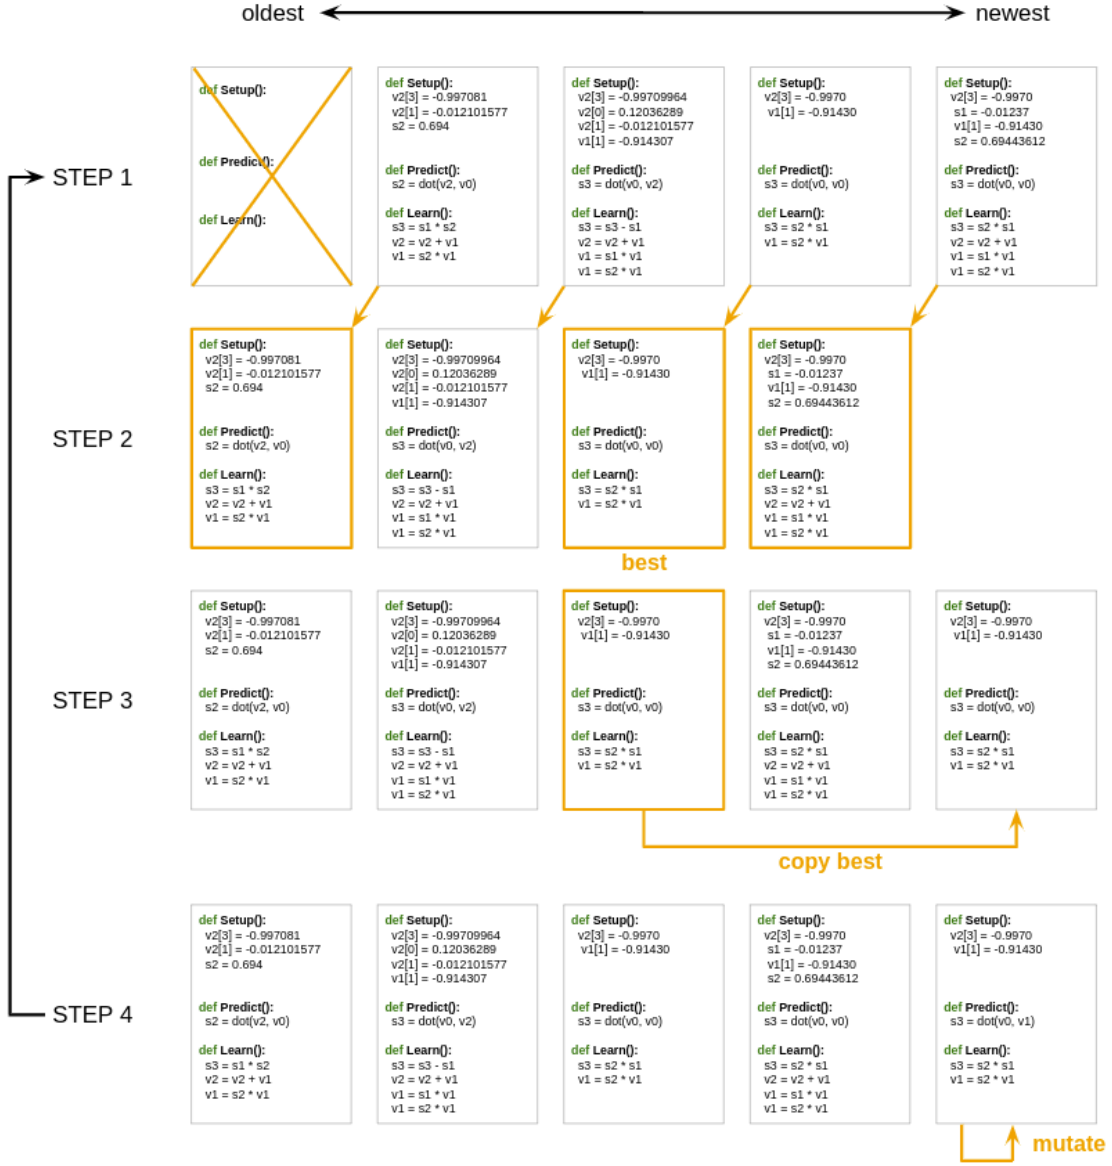 oldest newest
STEP 1
def Setup():
def Predict():
def Learn():
def Setup():
v2[3] = -0.997081
v2[1] = -0.012101577
s2 = 0.694
def Predict():
s2 = dot(v2, v0)
def Learn():
s3 = s1 * s2
v2 = v2 + v1
v1 = s2 * v1
def Setup():
v2[3] = -0.99709964
v2[0] = 0.12036289
v2[1] = -0.012101577
v1[1] = -0.914307
def Predict():
s3 = dot(v0, v2)
def Learn():
s3 = s3 - s1
v2 = v2 + v1
v1 = s1 * v1
v1 = s2 * v1
def Setup():
v2[3] = -0.9970
v1[1] = -0.91430
def Predict():
s3 = dot(v0, v0)
def Learn():
s3 = s2 * s1
v1 = s2 * v1
def Setup():
v2[3] = -0.9970
s1 = -0.01237
v1[1] = -0.91430
s2 = 0.69443612
def Predict():
s3 = dot(v0, v0)
def Learn():
s3 = s2 * s1
v2 = v2 + v1
v1 = s1 * v1
v1 = s2 * v1
STEP 2
def Setup():
v2[3] = -0.997081
v2[1] = -0.012101577
s2 = 0.694
def Predict():
s2 = dot(v2, v0)
def Learn():
s3 = s1 * s2
v2 = v2 + v1
v1 = s2 * v1
def Setup():
v2[3] = -0.99709964
v2[0] = 0.12036289
v2[1] = -0.012101577
v1[1] = -0.914307
def Predict():
s3 = dot(v0, v2)
def Learn():
s3 = s3 - s1
v2 = v2 + v1
v1 = s1 * v1
v1 = s2 * v1
def Setup():
v2[3] = -0.9970
v1[1] = -0.91430
def Predict():
s3 = dot(v0, v0)
def Learn():
s3 = s2 * s1
v1 = s2 * v1
best
def Setup():
v2[3] = -0.9970
s1 = -0.01237
v1[1] = -0.91430
s2 = 0.69443612
def Predict():
s3 = dot(v0, v0)
def Learn():
s3 = s2 * s1
v2 = v2 + v1
v1 = s1 * v1
v1 = s2 * v1
STEP 3
def Setup():
v2[3] = -0.997081
v2[1] = -0.012101577
s2 = 0.694
def Predict():
s2 = dot(v2, v0)
def Learn():
s3 = s1 * s2
v2 = v2 + v1
v1 = s2 * v1
def Setup():
v2[3] = -0.99709964
v2[0] = 0.12036289
v2[1] = -0.012101577
v1[1] = -0.914307
def Predict():
s3 = dot(v0, v2)
def Learn():
s3 = s3 - s1
v2 = v2 + v1
v1 = s1 * v1
v1 = s2 * v1
def Setup():
v2[3] = -0.9970
v1[1] = -0.91430
def Predict():
s3 = dot(v0, v0)
def Learn():
s3 = s2 * s1
v1 = s2 * v1
def Setup():
v2[3] = -0.9970
s1 = -0.01237
v1[1] = -0.91430
s2 = 0.69443612
def Predict():
s3 = dot(v0, v0)
def Learn():
s3 = s2 * s1
v2 = v2 + v1
v1 = s1 * v1
v1 = s2 * v1
def Setup():
v2[3] = -0.9970
v1[1] = -0.91430
def Predict():
s3 = dot(v0, v0)
def Learn():
s3 = s2 * s1
v1 = s2 * v1
copy best
STEP 4
def Setup():
v2[3] = -0.997081
v2[1] = -0.012101577
s2 = 0.694
def Predict():
s2 = dot(v2, v0)
def Learn():
s3 = s1 * s2
v2 = v2 + v1
v1 = s2 * v1
def Setup():
v2[3] = -0.99709964
v2[0] = 0.12036289
v2[1] = -0.012101577
v1[1] = -0.914307
def Predict():
s3 = dot(v0, v2)
def Learn():
s3 = s3 - s1
v2 = v2 + v1
v1 = s1 * v1
v1 = s2 * v1
def Setup():
v2[3] = -0.9970
v1[1] = -0.91430
def Predict():
s3 = dot(v0, v0)
def Learn():
s3 = s2 * s1
v1 = s2 * v1
def Setup():
v2[3] = -0.9970
s1 = -0.01237
v1[1] = -0.91430
s2 = 0.69443612
def Predict():
s3 = dot(v0, v0)
def Learn():
s3 = s2 * s1
v2 = v2 + v1
v1 = s1 * v1
v1 = s2 * v1
def Setup():
v2[3] = -0.9970
v1[1] = -0.91430
def Predict():
s3 = dot(v0, v1)
def Learn():
s3 = s2 * s1
v1 = s2 * v1
mutate